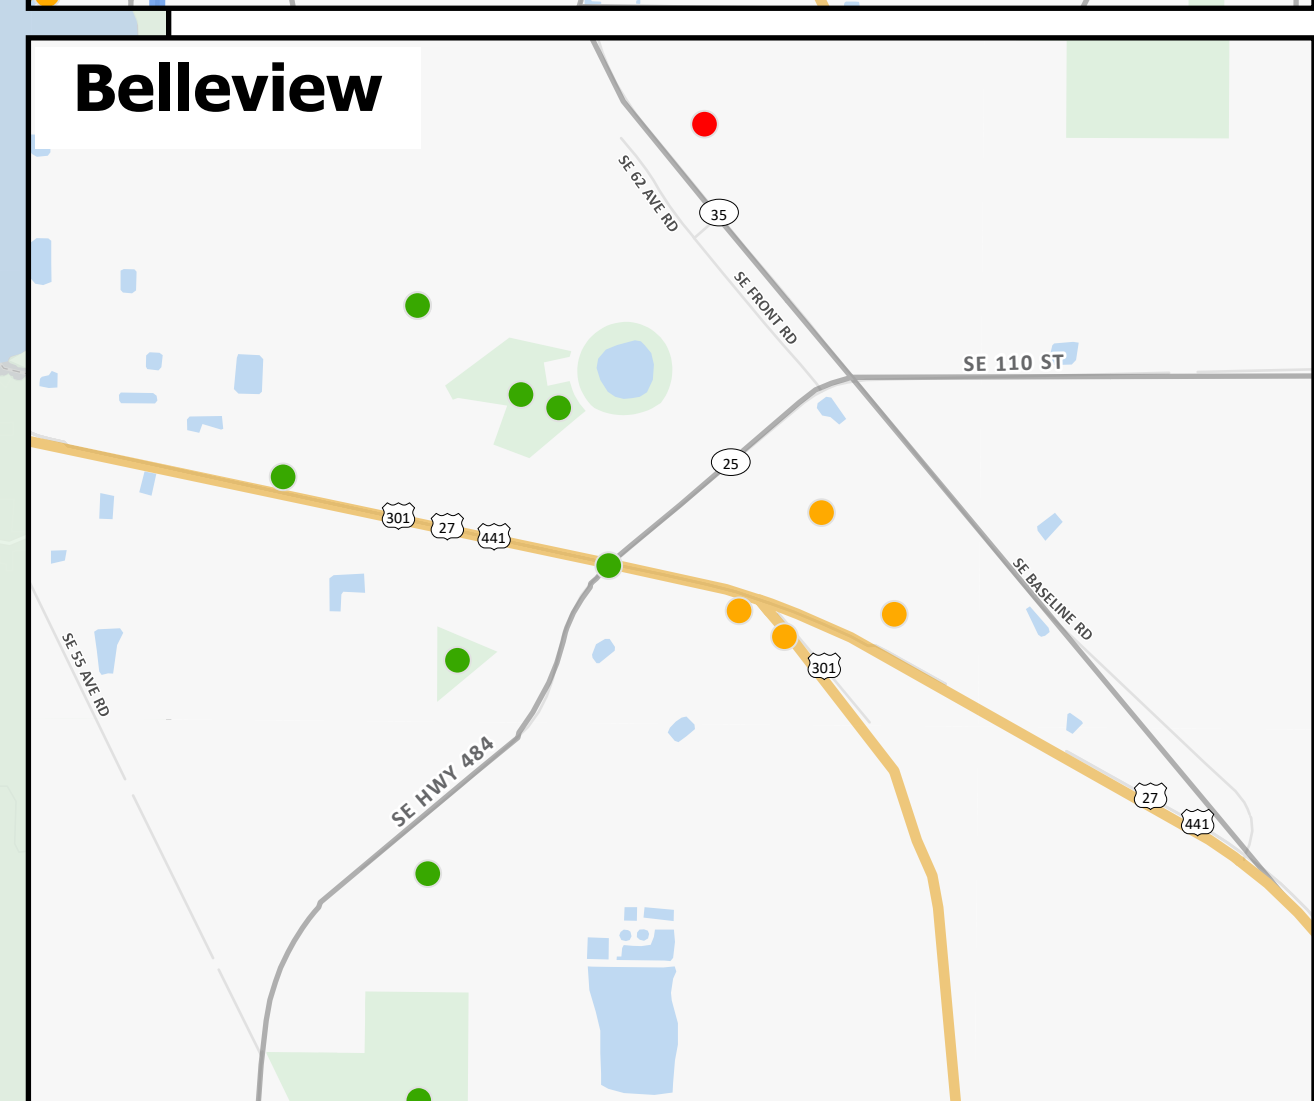 Belleview
SE 62 AVE RD
35
SE FRONT RD
SE 110 ST
25
301
27
441
SE BASELINE RD
SE 55 AVE RD
301
SE HWY 484
27
441